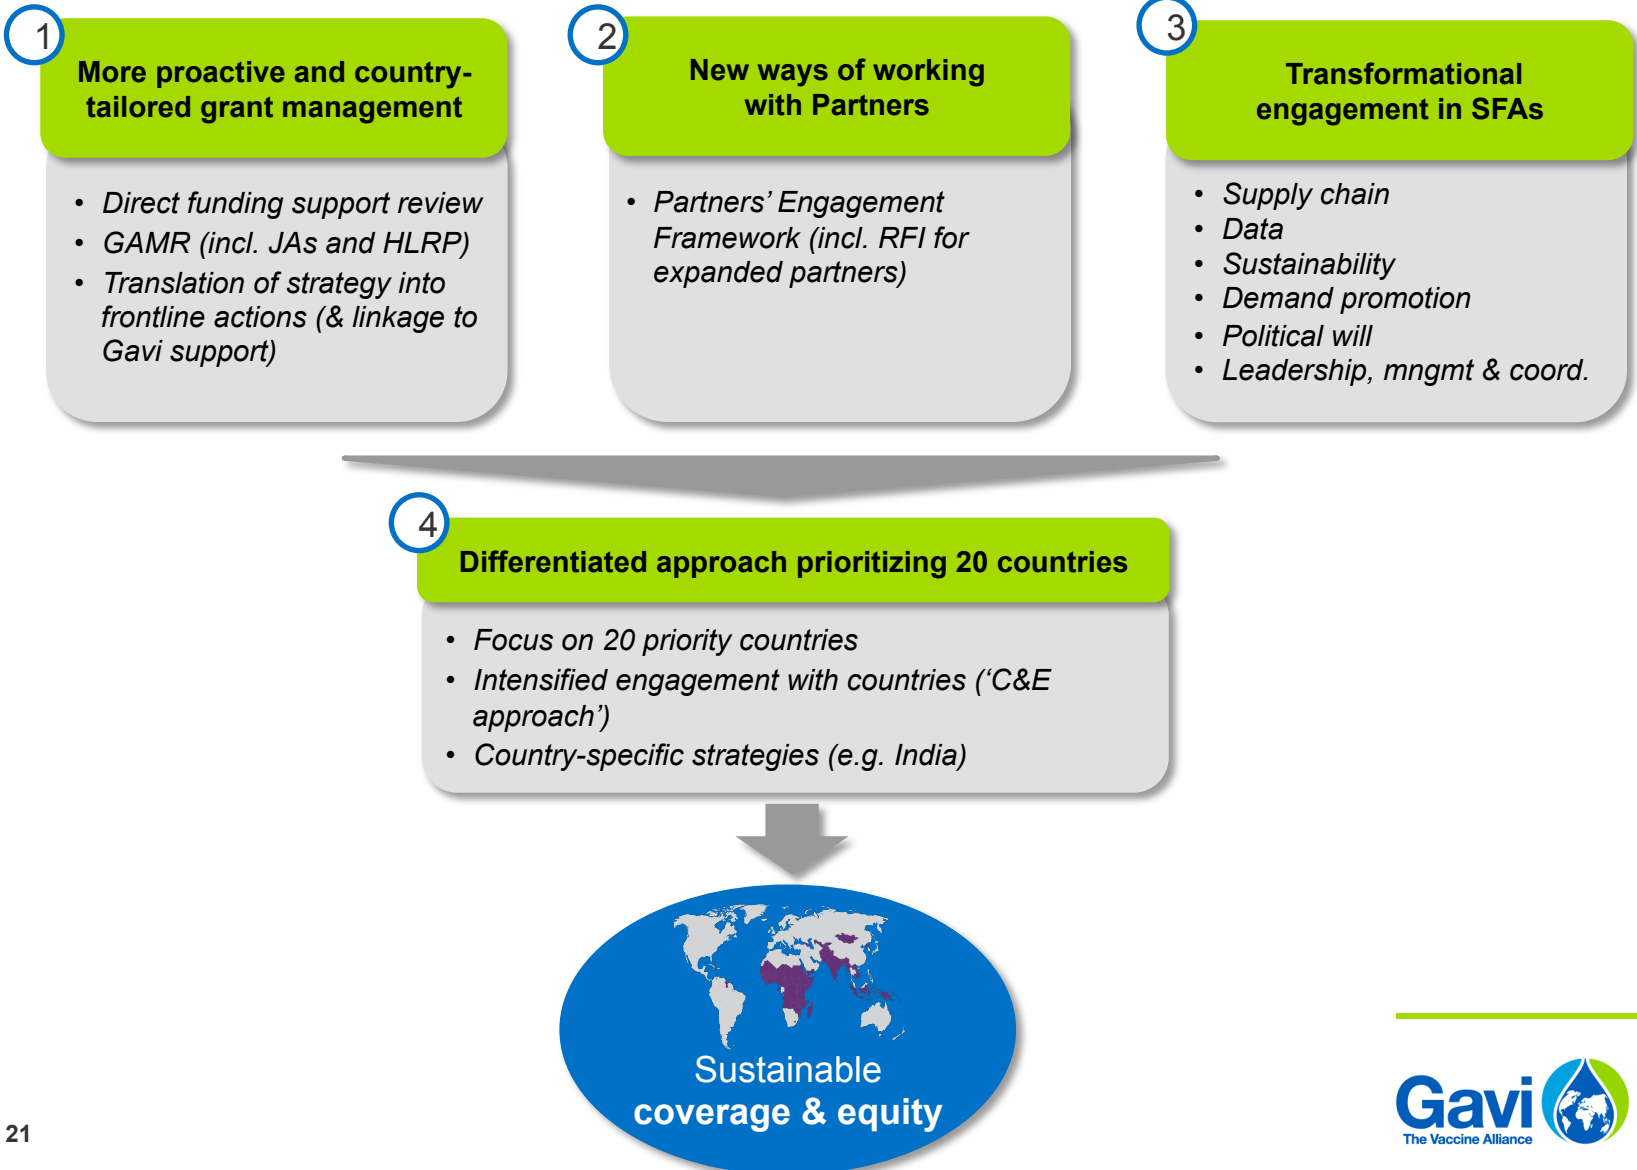 1
More proactive and country-
tailored grant management
• Direct funding support review
• GAMR (incl. JAs and HLRP)
• Translation of strategy into
frontline actions (& linkage to
Gavi support)
2
New ways of working
with Partners
• Partners’ Engagement
Framework (incl. RFI for
expanded partners)
3
Transformational
engagement in SFAs
• Supply chain
• Data
• Sustainability
• Demand promotion
• Political will
• Leadership, mngmt & coord.
4
Differentiated approach prioritizing 20 countries
• Focus on 20 priority countries
• Intensified engagement with countries (‘C&E
approach’)
• Country-specific strategies (e.g. India)
Sustainable
coverage & equity
21
Gavi
The Vaccine Alliance